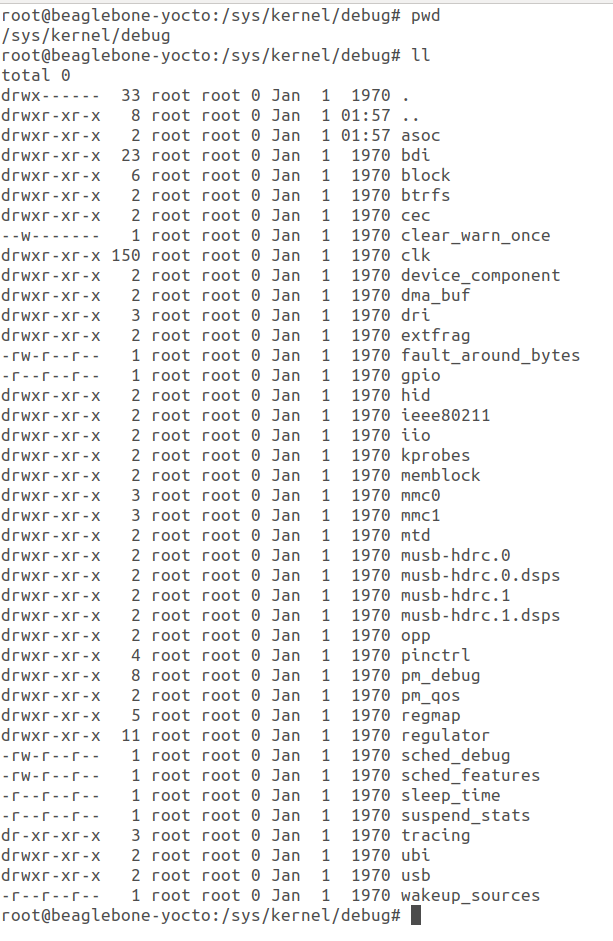 root@beaglebone-yocto:/sys/kernel/debug# pwd
/sys/kernel/debug
root@beaglebone-yocto:/sys/kernel/debug# ll
total 0
drwx------  33 root root 0 Jan  1  1970 .
drwxr-xr-x   8 root root 0 Jan  1 01:57 ..
drwxr-xr-x   2 root root 0 Jan  1 01:57 asoc
drwxr-xr-x  23 root root 0 Jan  1  1970 bdi
drwxr-xr-x   6 root root 0 Jan  1  1970 block
drwxr-xr-x   2 root root 0 Jan  1  1970 btrfs
drwxr-xr-x   2 root root 0 Jan  1  1970 cec
--w-------   1 root root 0 Jan  1  1970 clear_warn_once
drwxr-xr-x 150 root root 0 Jan  1  1970 clk
drwxr-xr-x   2 root root 0 Jan  1  1970 device_component
drwxr-xr-x   2 root root 0 Jan  1  1970 dma_buf
drwxr-xr-x   3 root root 0 Jan  1  1970 dri
drwxr-xr-x   2 root root 0 Jan  1  1970 extfrag
-rw-r--r--   1 root root 0 Jan  1  1970 fault_around_bytes
-r--r--r--   1 root root 0 Jan  1  1970 gpio
drwxr-xr-x   2 root root 0 Jan  1  1970 hid
drwxr-xr-x   2 root root 0 Jan  1  1970 ieee80211
drwxr-xr-x   2 root root 0 Jan  1  1970 iio
drwxr-xr-x   2 root root 0 Jan  1  1970 kprobes
drwxr-xr-x   2 root root 0 Jan  1  1970 memblock
drwxr-xr-x   3 root root 0 Jan  1  1970 mmc0
drwxr-xr-x   3 root root 0 Jan  1  1970 mmc1
drwxr-xr-x   2 root root 0 Jan  1  1970 mtd
drwxr-xr-x   2 root root 0 Jan  1  1970 musb-hdrc.0
drwxr-xr-x   2 root root 0 Jan  1  1970 musb-hdrc.0.dsps
drwxr-xr-x   2 root root 0 Jan  1  1970 musb-hdrc.1
drwxr-xr-x   2 root root 0 Jan  1  1970 musb-hdrc.1.dsps
drwxr-xr-x   2 root root 0 Jan  1  1970 opp
drwxr-xr-x   4 root root 0 Jan  1  1970 pinctrl
drwxr-xr-x   8 root root 0 Jan  1  1970 pm_debug
drwxr-xr-x   2 root root 0 Jan  1  1970 pm_qos
drwxr-xr-x   5 root root 0 Jan  1  1970 regmap
drwxr-xr-x  11 root root 0 Jan  1  1970 regulator
-rw-r--r--   1 root root 0 Jan  1  1970 sched_debug
-rw-r--r--   1 root root 0 Jan  1  1970 sched_features
-r--r--r--   1 root root 0 Jan  1  1970 sleep_time
-r--r--r--   1 root root 0 Jan  1  1970 suspend_stats
dr-xr-xr-x   3 root root 0 Jan  1  1970 tracing
drwxr-xr-x   2 root root 0 Jan  1  1970 ubi
drwxr-xr-x   2 root root 0 Jan  1  1970 usb
-r--r--r--   1 root root 0 Jan  1  1970 wakeup_sources
root@beaglebone-yocto:/sys/kernel/debug#